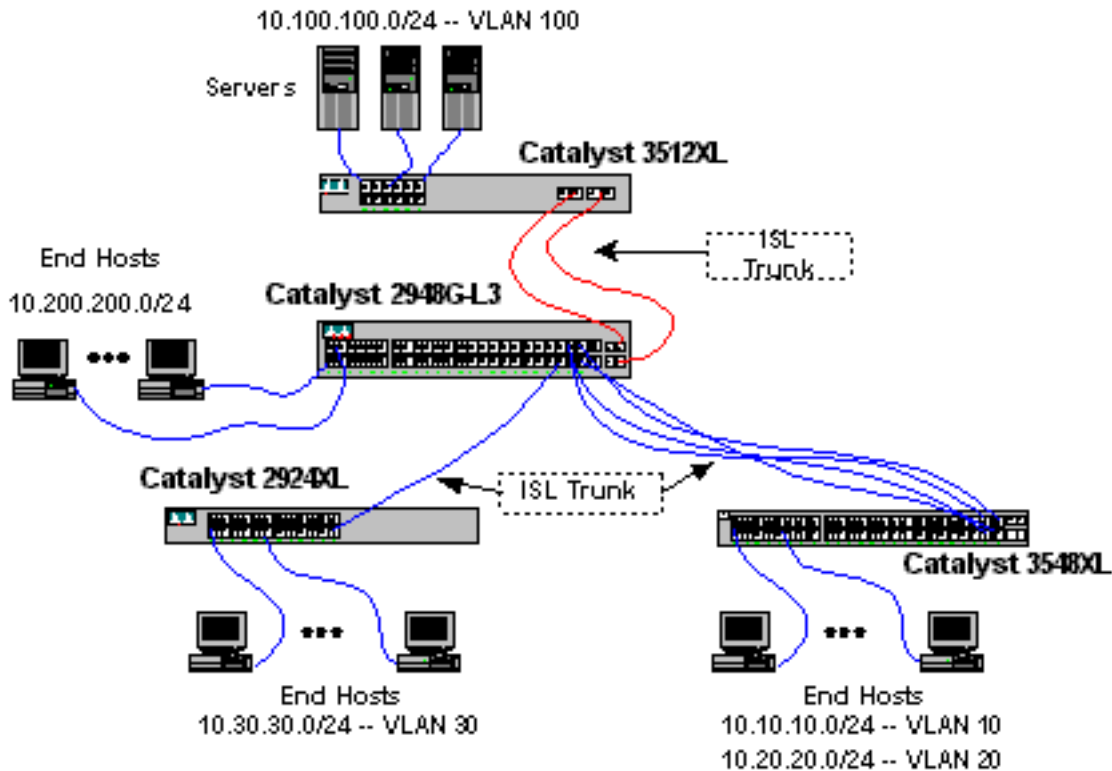 10.100.100.0/24 -- VLAN 100
Servers
Catalyst 3512XL
ISL
Trunk
End Hosts
10.200.200.0/24
Catalyst 2948G-L3
Catalyst 2924XL
ISL Trunk
Catalyst 3548XL
End Hosts
10.30.30.0/24 -- VLAN 30
End Hosts
10.10.10.0/24 -- VLAN 10
10.20.20.0/24 -- VLAN 20